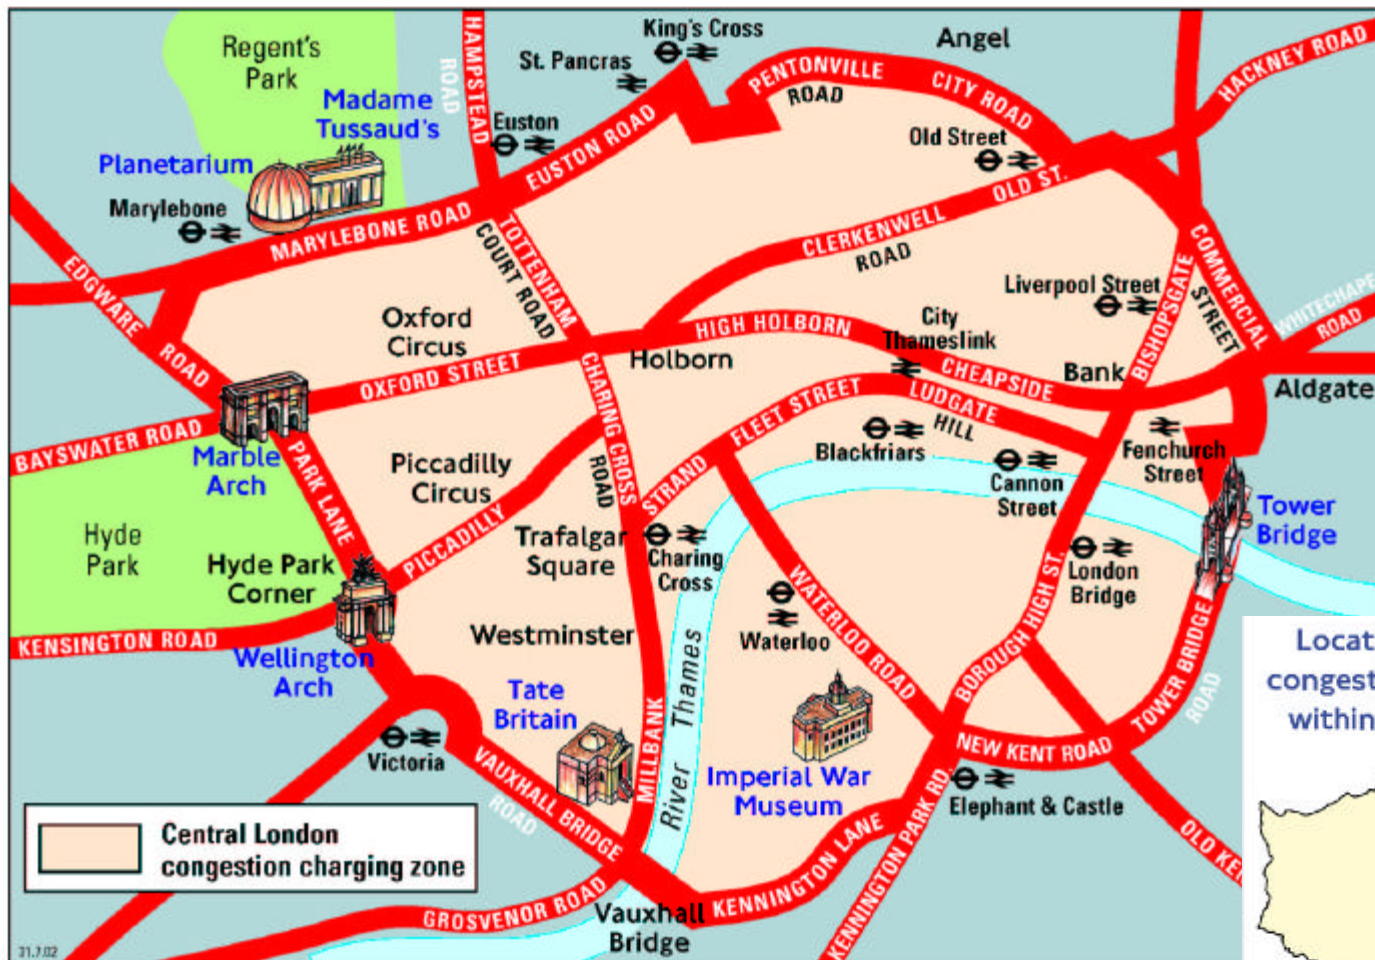 Regent's
Park
HAMPSTEAD
ROAD
King's Cross
St. Pancras
Angel
PENTONVILLE
ROAD
CITY ROAD
HACKNEY ROAD
Madame
Tussaud's
Planetarium
Euston
EUSTON ROAD
Old Street
OLD ST.
Marylebone
MARYLEBONE ROAD
TOTTENHAM
COURT ROAD
CLERKENWELL
ROAD
COMMERCIAL
STREET
EDGWARE
ROAD
Oxford
Circus
OXFORD STREET
Holborn
HIGH HOLBORN
City
Thameslink
Liverpool Street
BISHOPSGATE
WHITECHAPE
ROAD
CHEAPSIDE
Bank
Aldgate
BAYSWATER ROAD
Marble
Arch
PARK LANE
Piccadilly
Circus
PICCADILLY
CHARING CROSS
ROAD
STRAND
FLEET STREET
LUDGATE
HILL
Blackfriars
Cannon
Street
Fenchurch
Street
Tower
Bridge
Hyde
Park
Hyde Park
Corner
Trafalgar
Square
Charing
Cross
Waterloo
WATERLOO ROAD
BOROUGH HIGH ST.
London
Bridge
KENSINGTON ROAD
Wellington
Arch
Westminster
TOWER BRIDGE
ROAD
Tate
Britain
MILLBANK
River Thames
Imperial War
Museum
NEW KENT ROAD
Elephant & Castle
Victoria
VAUXHALL BRIDGE
ROAD
KENNINGTON LANE
KENNINGTON PARK RD.
OLD KE
GROSVENOR ROAD
Vauxhall
Bridge
Central London
congestion charging zone
31.7.02
Locat
congest
within